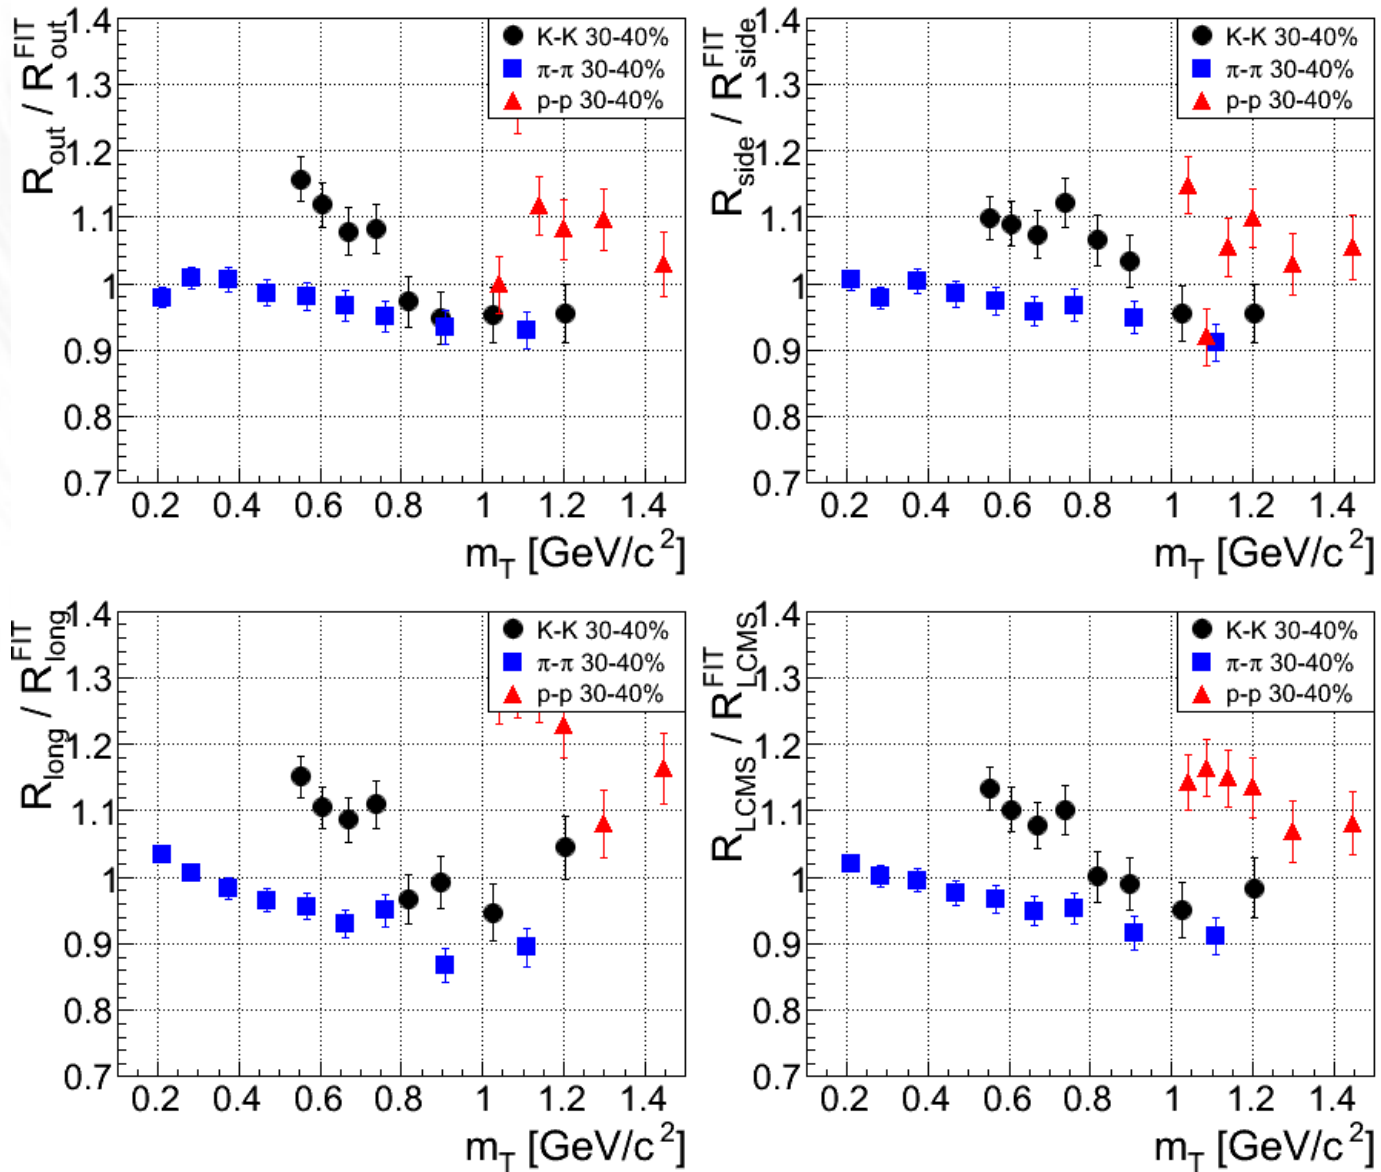 R_out / R_out^FIT
1.4
1.3
1.2
1.1
1
0.9
0.8
0.7
0.2 0.4 0.6 0.8 1 1.2 1.4
m_T [GeV/c^2]
K-K 30-40%
π-π 30-40%
p-p 30-40%
R_side / R_side^FIT
1.4
1.3
1.2
1.1
1
0.9
0.8
0.7
0.2 0.4 0.6 0.8 1 1.2 1.4
m_T [GeV/c^2]
K-K 30-40%
π-π 30-40%
p-p 30-40%
R_long / R_long^FIT
1.4
1.3
1.2
1.1
1
0.9
0.8
0.7
0.2 0.4 0.6 0.8 1 1.2 1.4
m_T [GeV/c^2]
K-K 30-40%
π-π 30-40%
p-p 30-40%
R_LCMS / R_LCMS^FIT
1.4
1.3
1.2
1.1
1
0.9
0.8
0.7
0.2 0.4 0.6 0.8 1 1.2 1.4
m_T [GeV/c^2]
K-K 30-40%
π-π 30-40%
p-p 30-40%